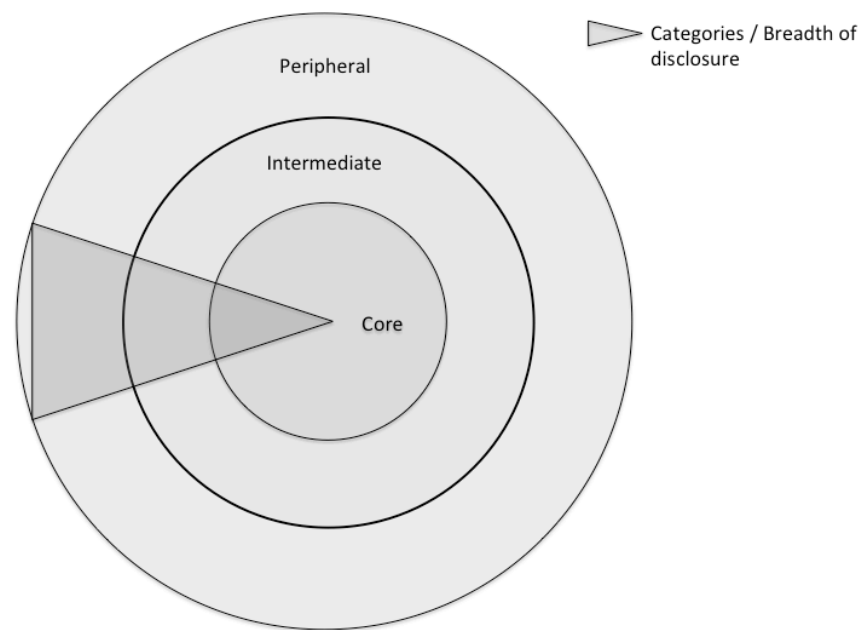 Categories / Breadth of
disclosure
Peripheral
Intermediate
Core